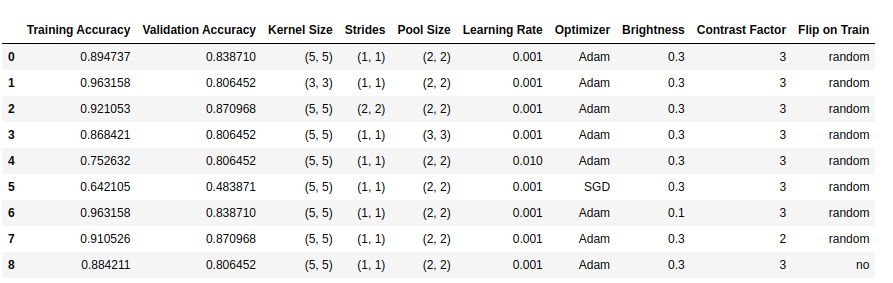 Training Accuracy Validation Accuracy Kernel Size Strides Pool Size Learning Rate Optimizer Brightness Contrast Factor Flip on Train
0 0.894737 0.838710 (5, 5) (1, 1) (2, 2) 0.001 Adam 0.3 3 random
1 0.963158 0.806452 (3, 3) (1, 1) (2, 2) 0.001 Adam 0.3 3 random
2 0.921053 0.870968 (5, 5) (2, 2) (2, 2) 0.001 Adam 0.3 3 random
3 0.868421 0.806452 (5, 5) (1, 1) (3, 3) 0.001 Adam 0.3 3 random
4 0.752632 0.806452 (5, 5) (1, 1) (2, 2) 0.010 Adam 0.3 3 random
5 0.642105 0.483871 (5, 5) (1, 1) (2, 2) 0.001 SGD 0.3 3 random
6 0.963158 0.838710 (5, 5) (1, 1) (2, 2) 0.001 Adam 0.1 3 random
7 0.910526 0.870968 (5, 5) (1, 1) (2, 2) 0.001 Adam 0.3 2 random
8 0.884211 0.806452 (5, 5) (1, 1) (2, 2) 0.001 Adam 0.3 3 no